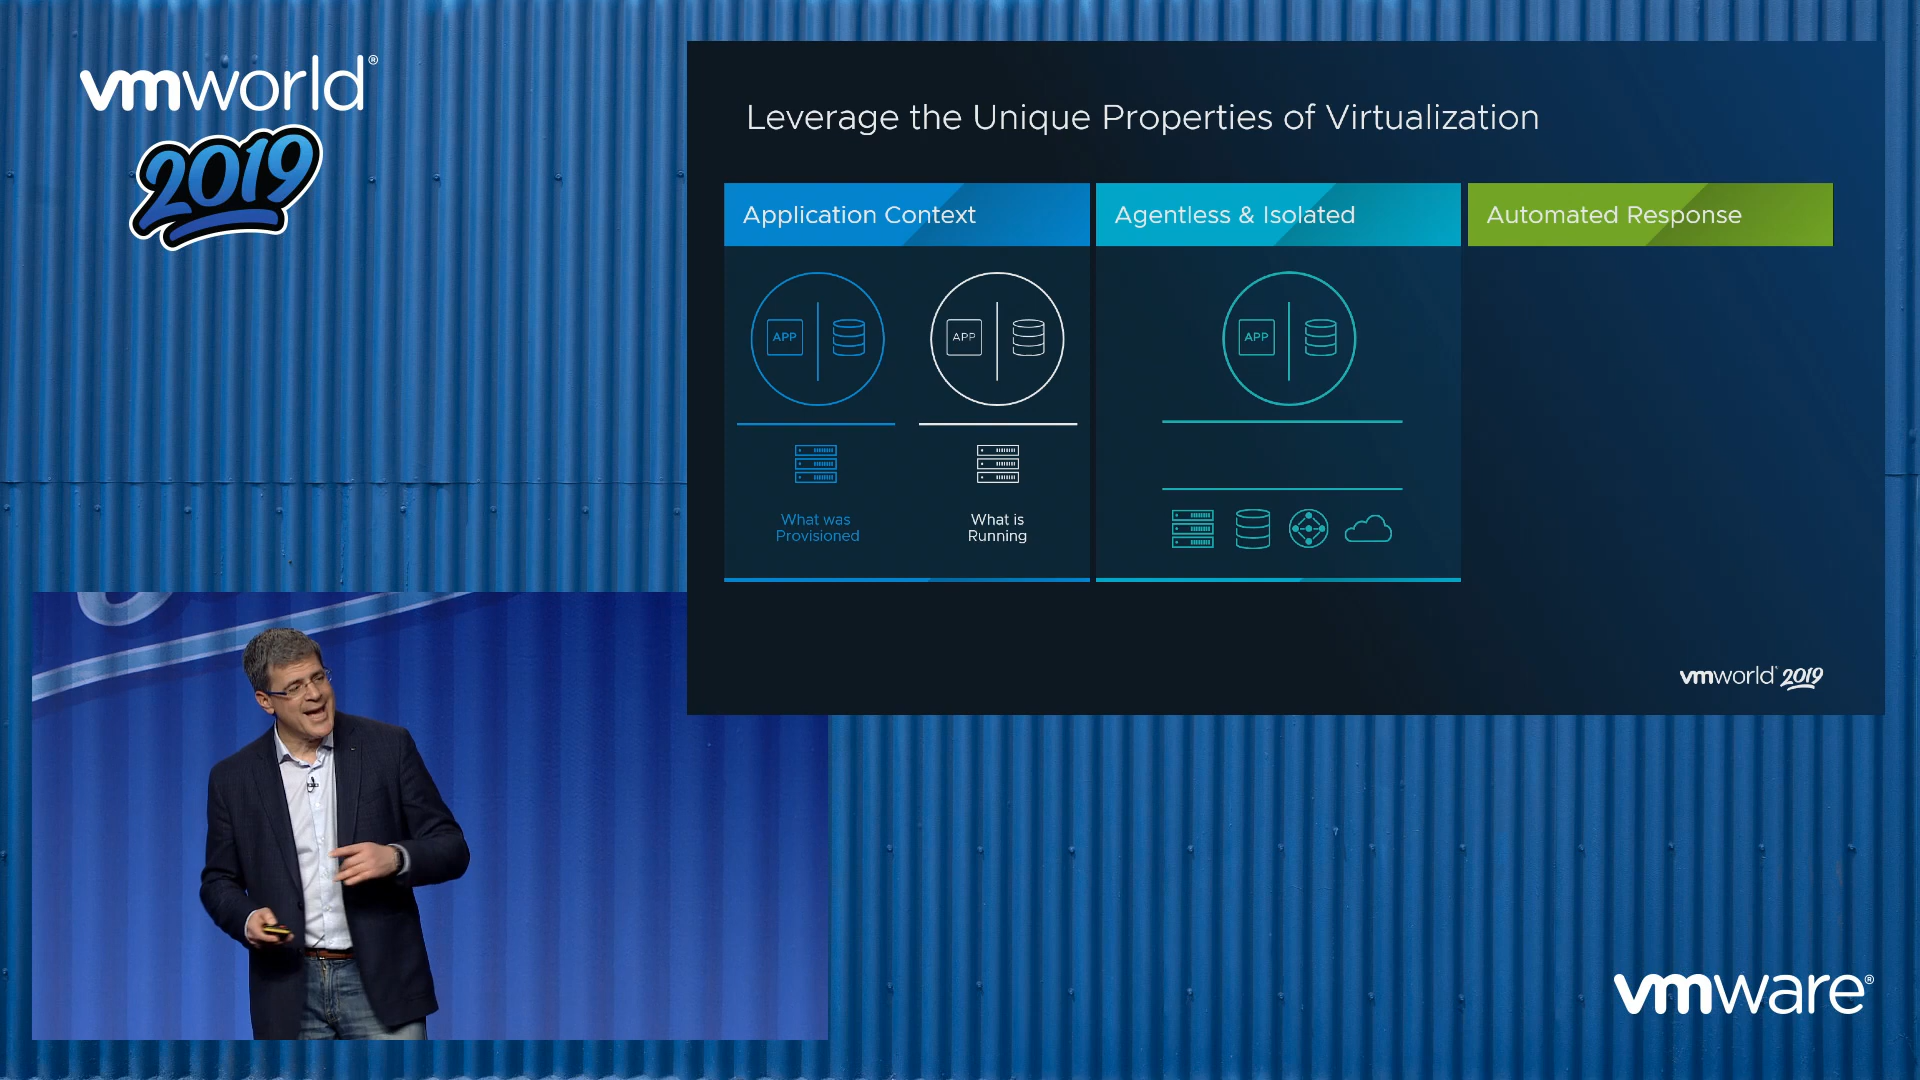 vmworld®
2019
Leverage the Unique Properties of Virtualization
Application Context
Agentless & Isolated
Automated Response
APP
APP
APP
What was
Provisioned
What is
Running
vmworld® 2019
vmware®